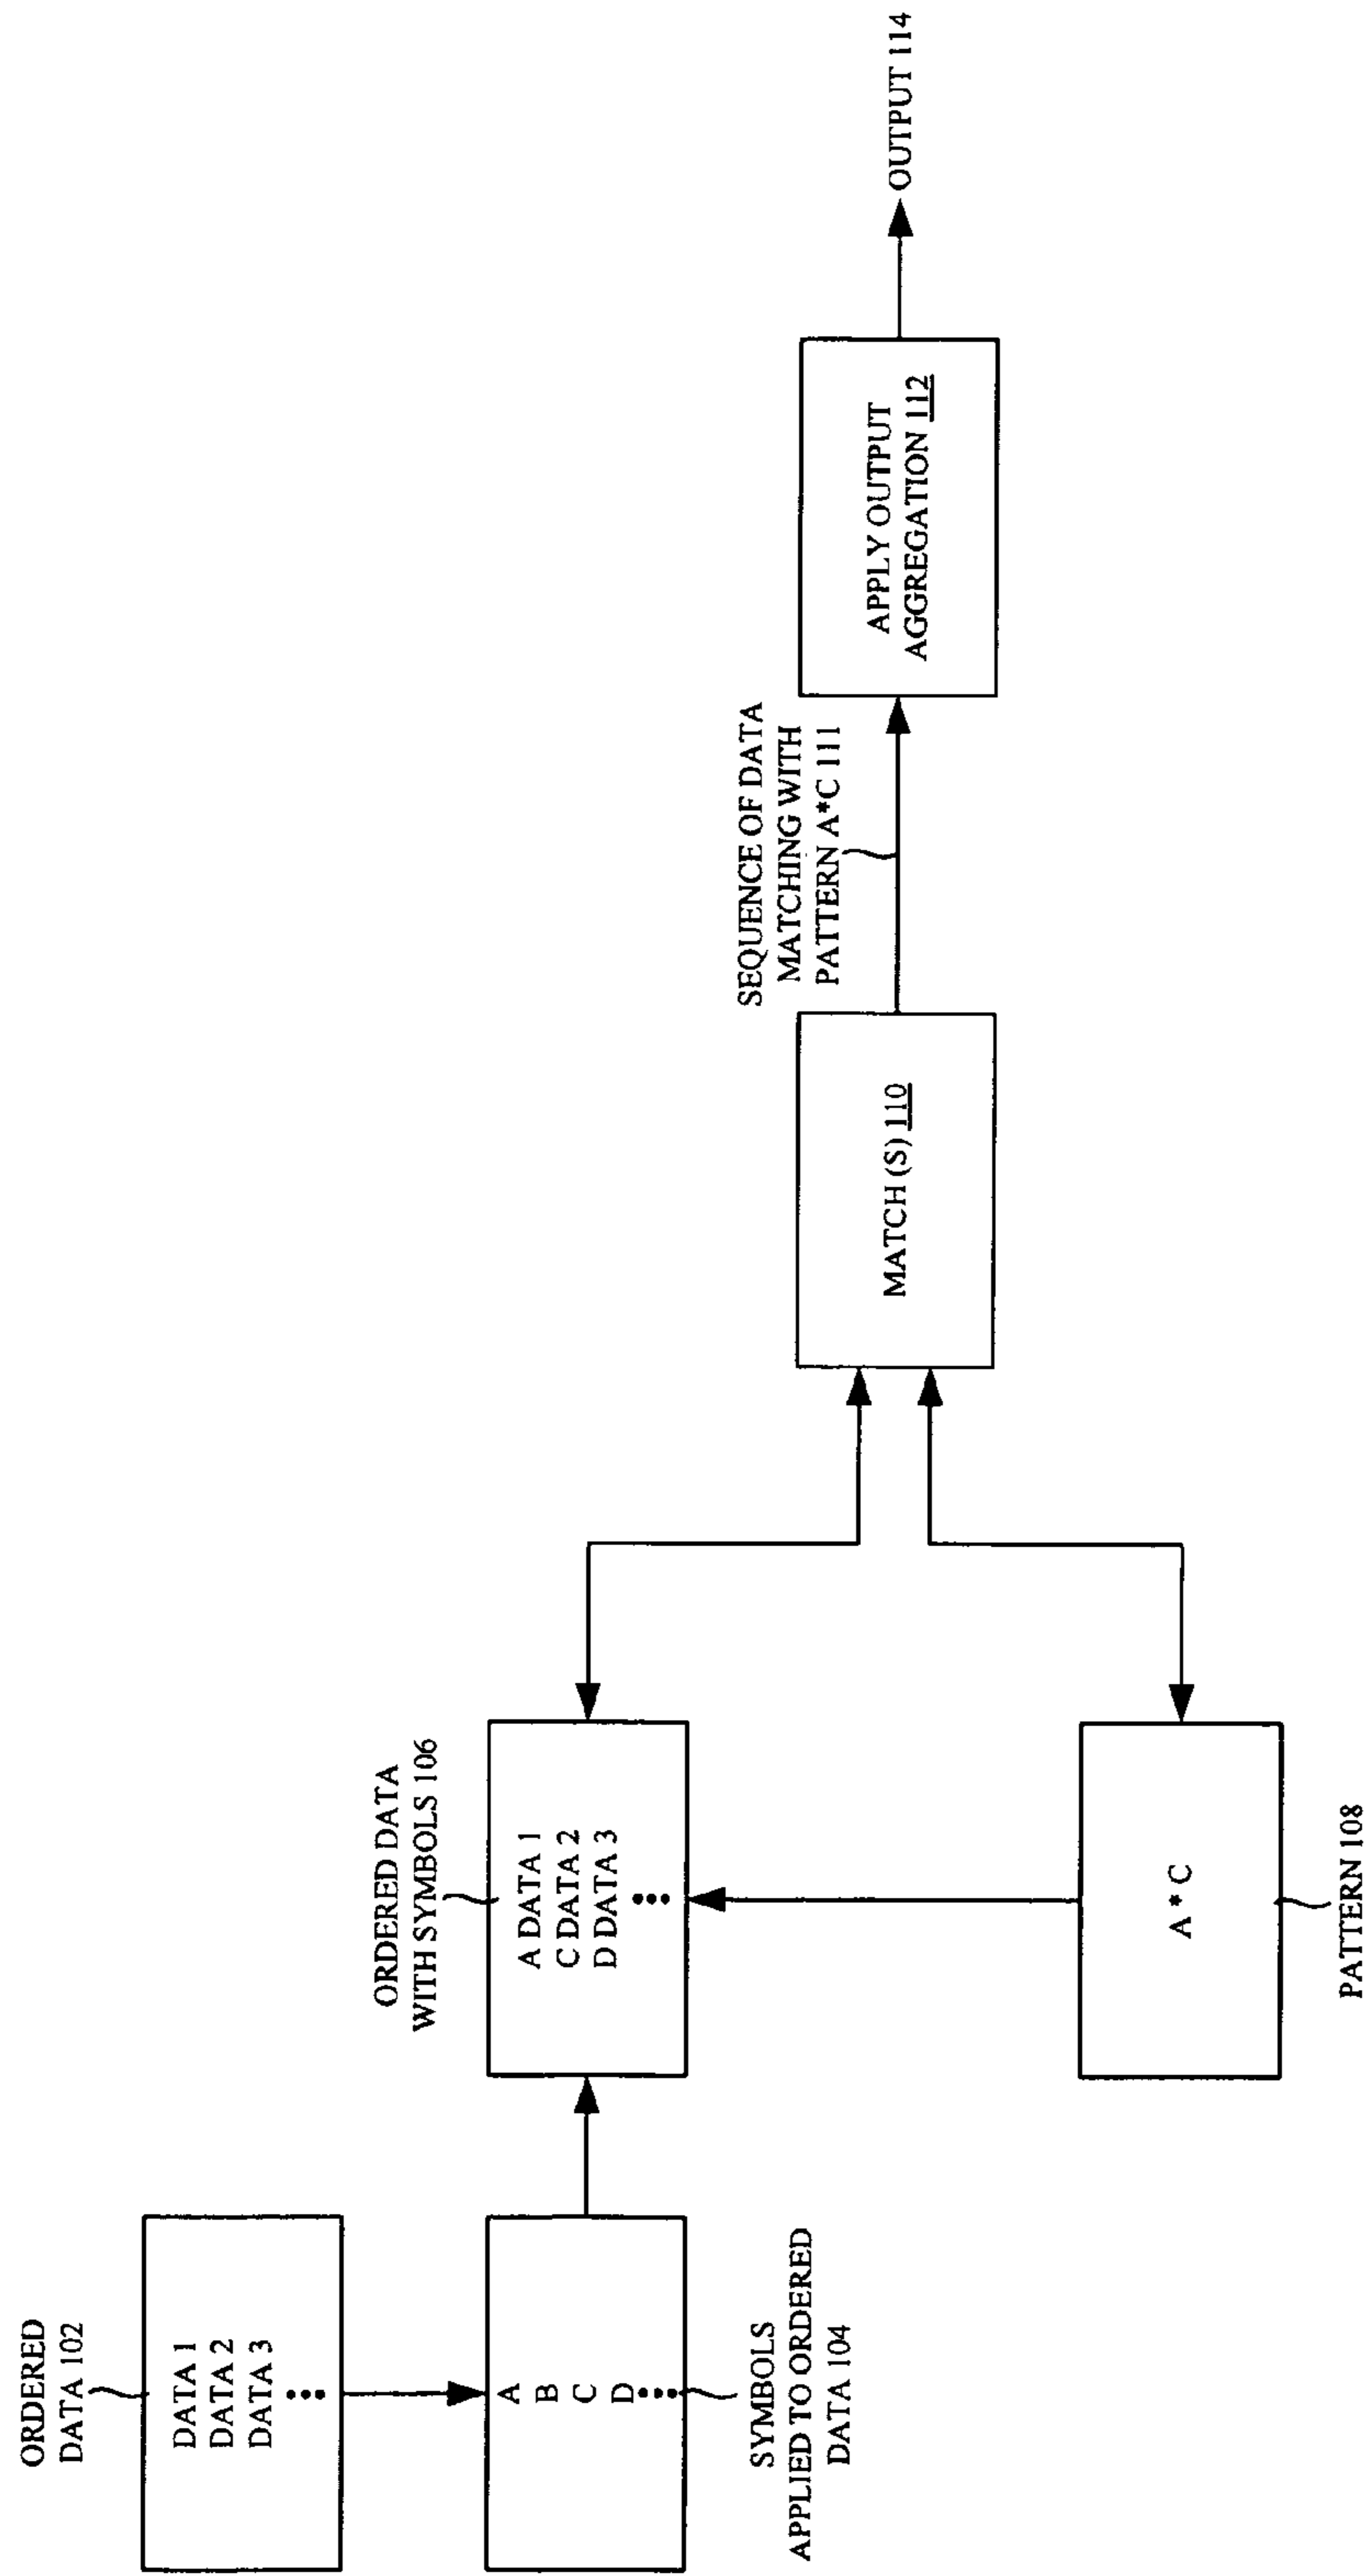 ORDERED
DATA 102
DATA 1
DATA 2
DATA 3
A
B
C
D
SYMBOLS
APPLIED TO ORDERED
DATA 104
ORDERED DATA
WITH SYMBOLS 106
A DATA 1
C DATA 2
D DATA 3
A * C
PATTERN 108
MATCH (S) 110
SEQUENCE OF DATA
MATCHING WITH
PATTERN A*C 111
APPLY OUTPUT
AGGREGATION 112
OUTPUT 114